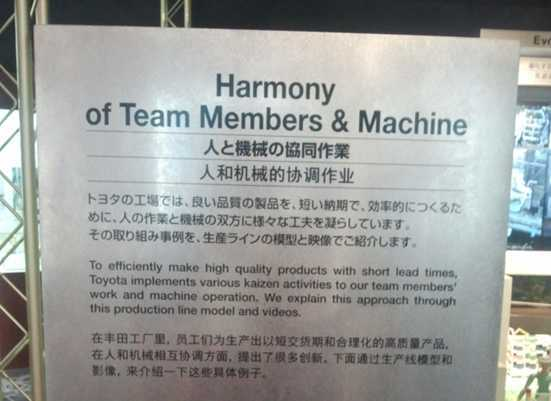 Harmony
of Team Members & Machine
人と機械の協同作業
人和机械的协调作业
トヨタの工場では、良い品質の製品を、短い納期で、効率的につくるた
めに、人の作業と機械の双方に様々な工夫を凝らしています。
その取り組み事例を、生産ラインの模型と映像でご紹介します。
To efficiently make high quality products with short lead times,
Toyota implements various kaizen activities to our team members'
work and machine operation. We explain this approach through
this production line model and videos.
在丰田工厂里，员工们为生产出以短交货期和合理化的高质量产品，
在人和机械相互协调方面，提出了很多创新，下面通过生产线模型和
影像，来介绍一下这些具体例子。